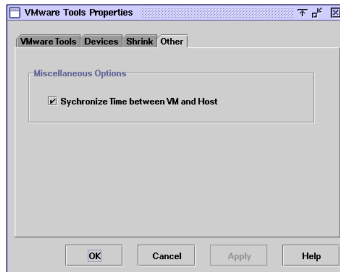 VMware Tools Properties
VMware Tools Devices Shrink Other
Miscellaneous Options
Sychronize Time between VM and Host
OK Cancel Apply Help